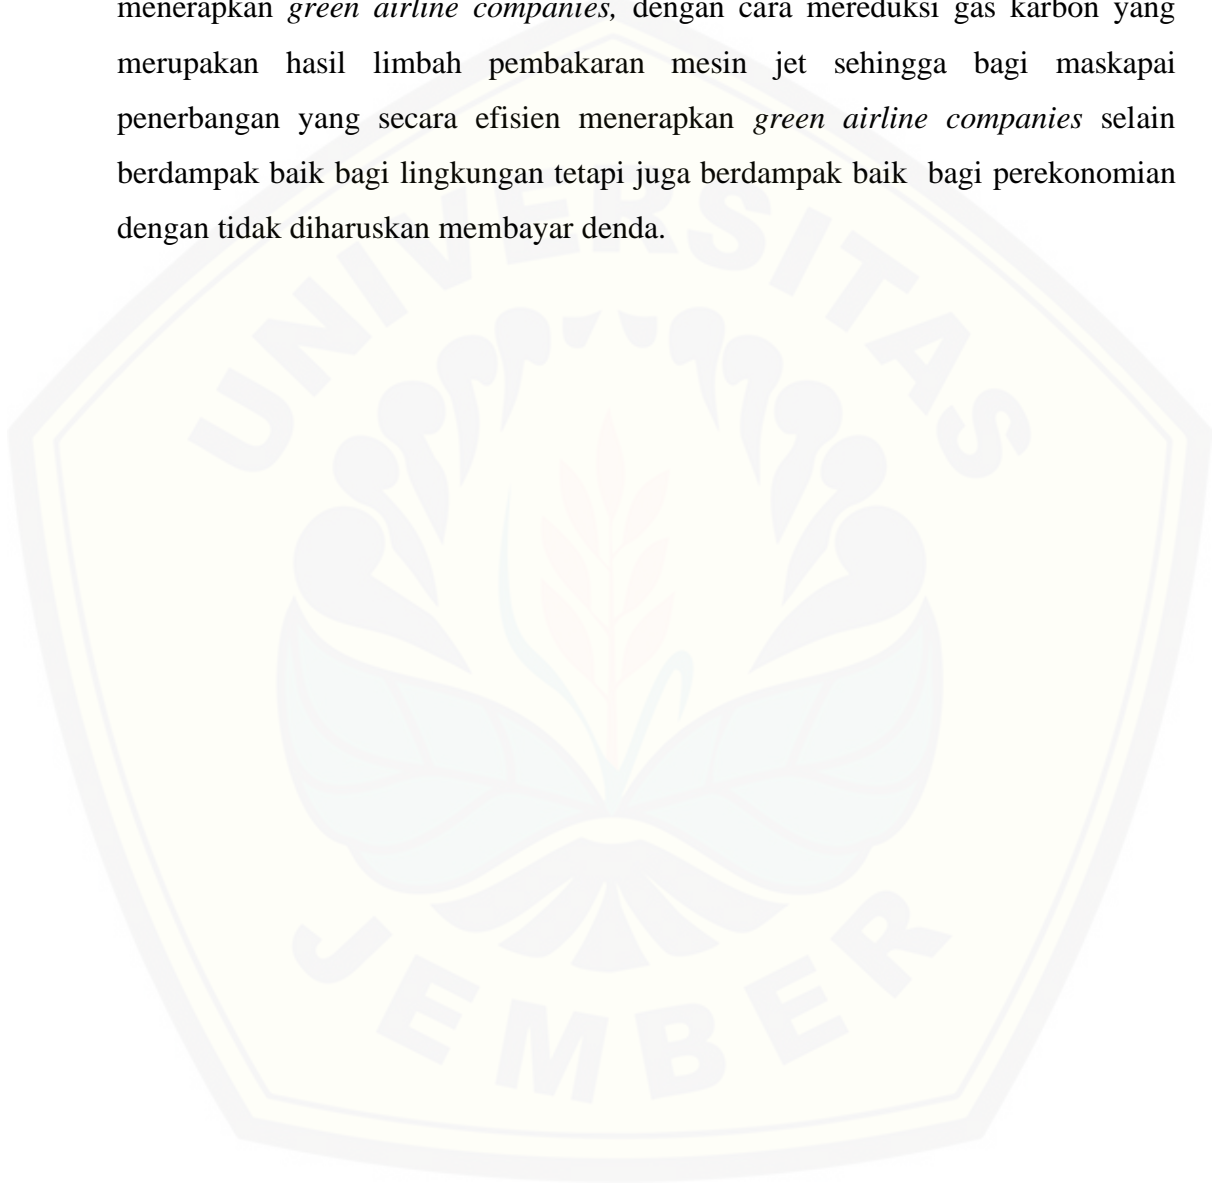 menerapkan green airline companies, dengan cara mereduksi gas karbon yang
merupakan hasil limbah pembakaran mesin jet sehingga bagi maskapai
penerbangan yang secara efisien menerapkan green airline companies selain
berdampak baik bagi lingkungan tetapi juga berdampak baik bagi perekonomian
dengan tidak diharuskan membayar denda.
UNIVERSITAS
JEMBER